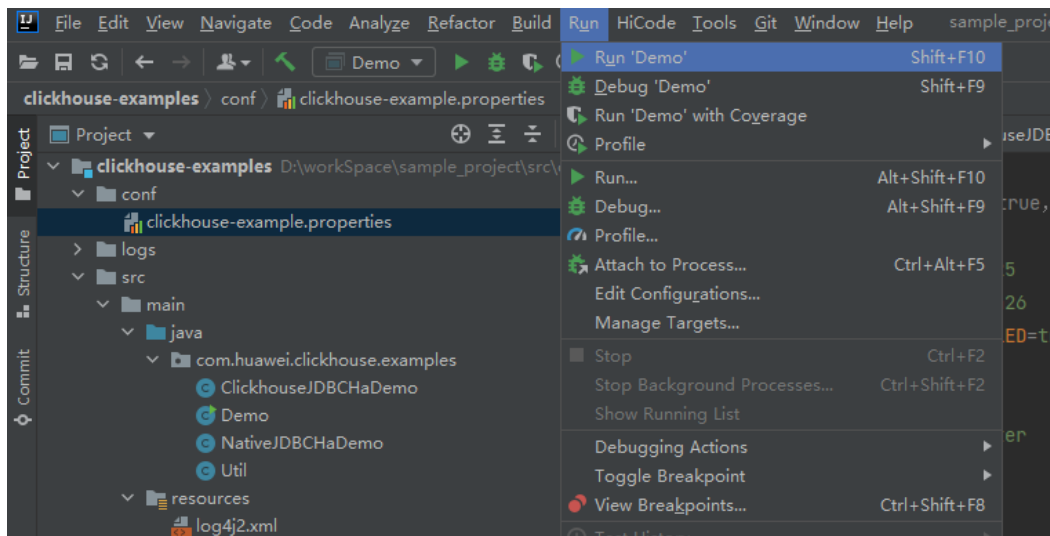 File Edit View Navigate Code Analyze Refactor Build Run HiCode Tools Git Window Help sample_proj
Demo
clickhouse-examples conf clickhouse-example.properties
Project
clickhouse-examples D:\workSpace\sample_project\src\
conf
clickhouse-example.properties
logs
src
main
java
com.huawei.clickhouse.examples
ClickhouseJDBCHaDemo
Demo
NativeJDBCHaDemo
Util
resources
log4j2.xml
Project
Structure
Commit
Run 'Demo' Shift+F10
Debug 'Demo' Shift+F9
Run 'Demo' with Coverage
Profile
Run... Alt+Shift+F10
Debug... Alt+Shift+F9
Profile...
Attach to Process... Ctrl+Alt+F5
Edit Configurations...
Manage Targets...
Stop Ctrl+F2
Stop Background Processes... Ctrl+Shift+F2
Show Running List
Debugging Actions
Toggle Breakpoint
View Breakpoints... Ctrl+Shift+F8
useJDB
true,
5
26
ED=t
er